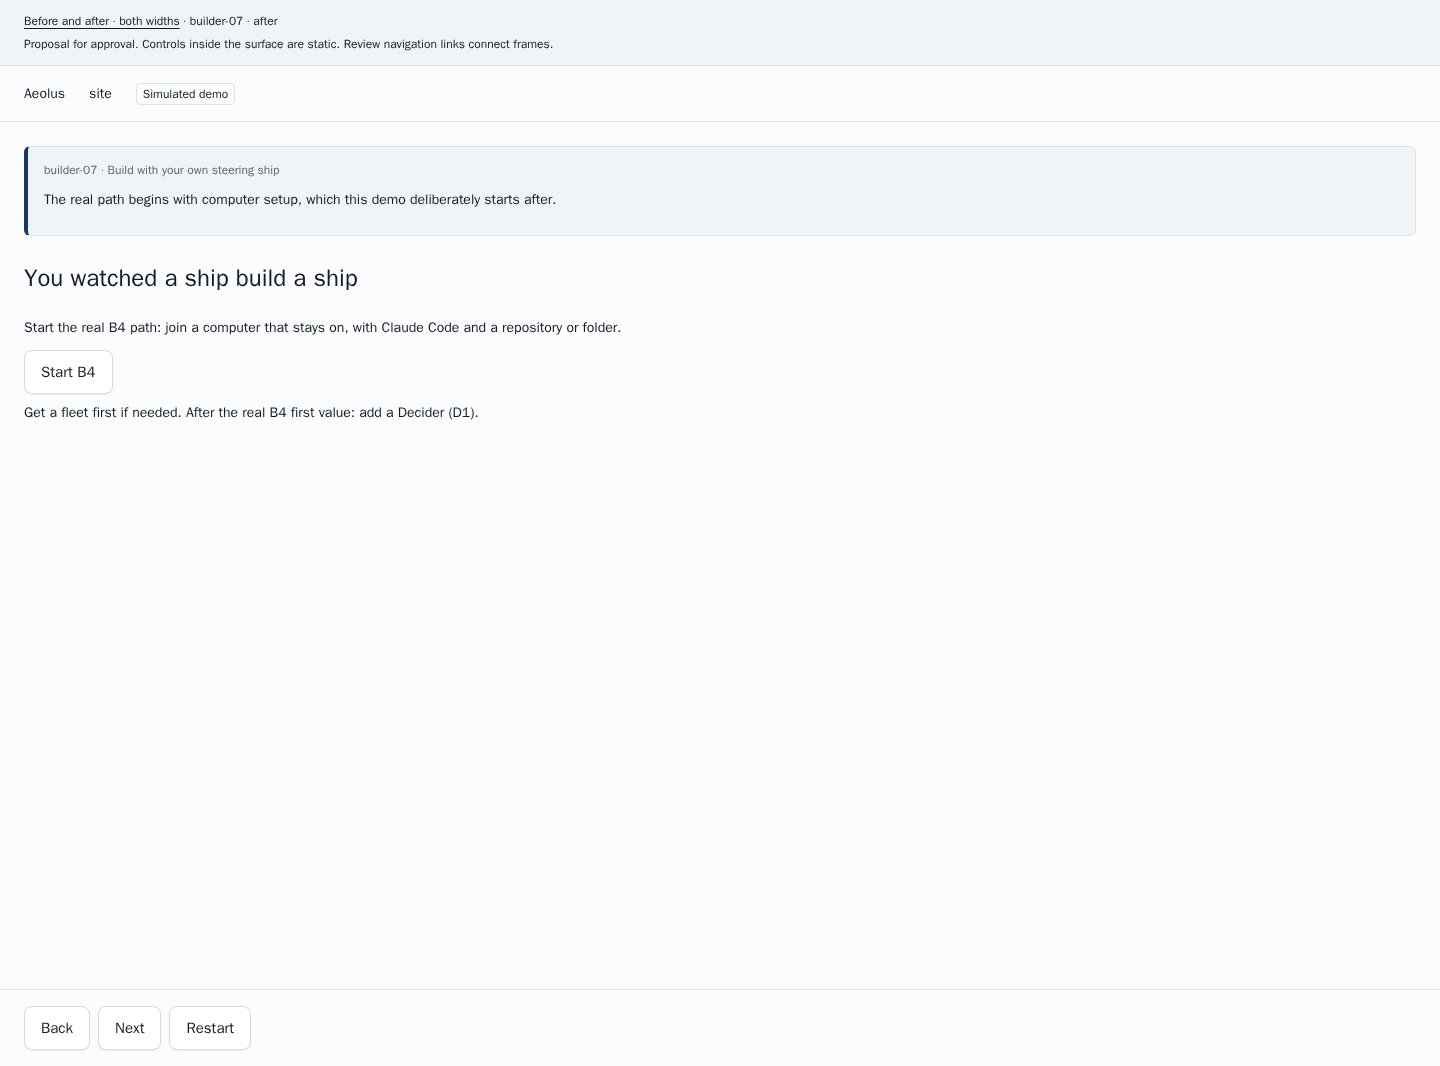 Before and after · both widths · builder-07 · after
Proposal for approval. Controls inside the surface are static. Review navigation links connect frames.
Aeolus site Simulated demo
builder-07 · Build with your own steering ship
The real path begins with computer setup, which this demo deliberately starts after.
You watched a ship build a ship
Start the real B4 path: join a computer that stays on, with Claude Code and a repository or folder.
Start B4
Get a fleet first if needed. After the real B4 first value: add a Decider (D1).
Back Next Restart